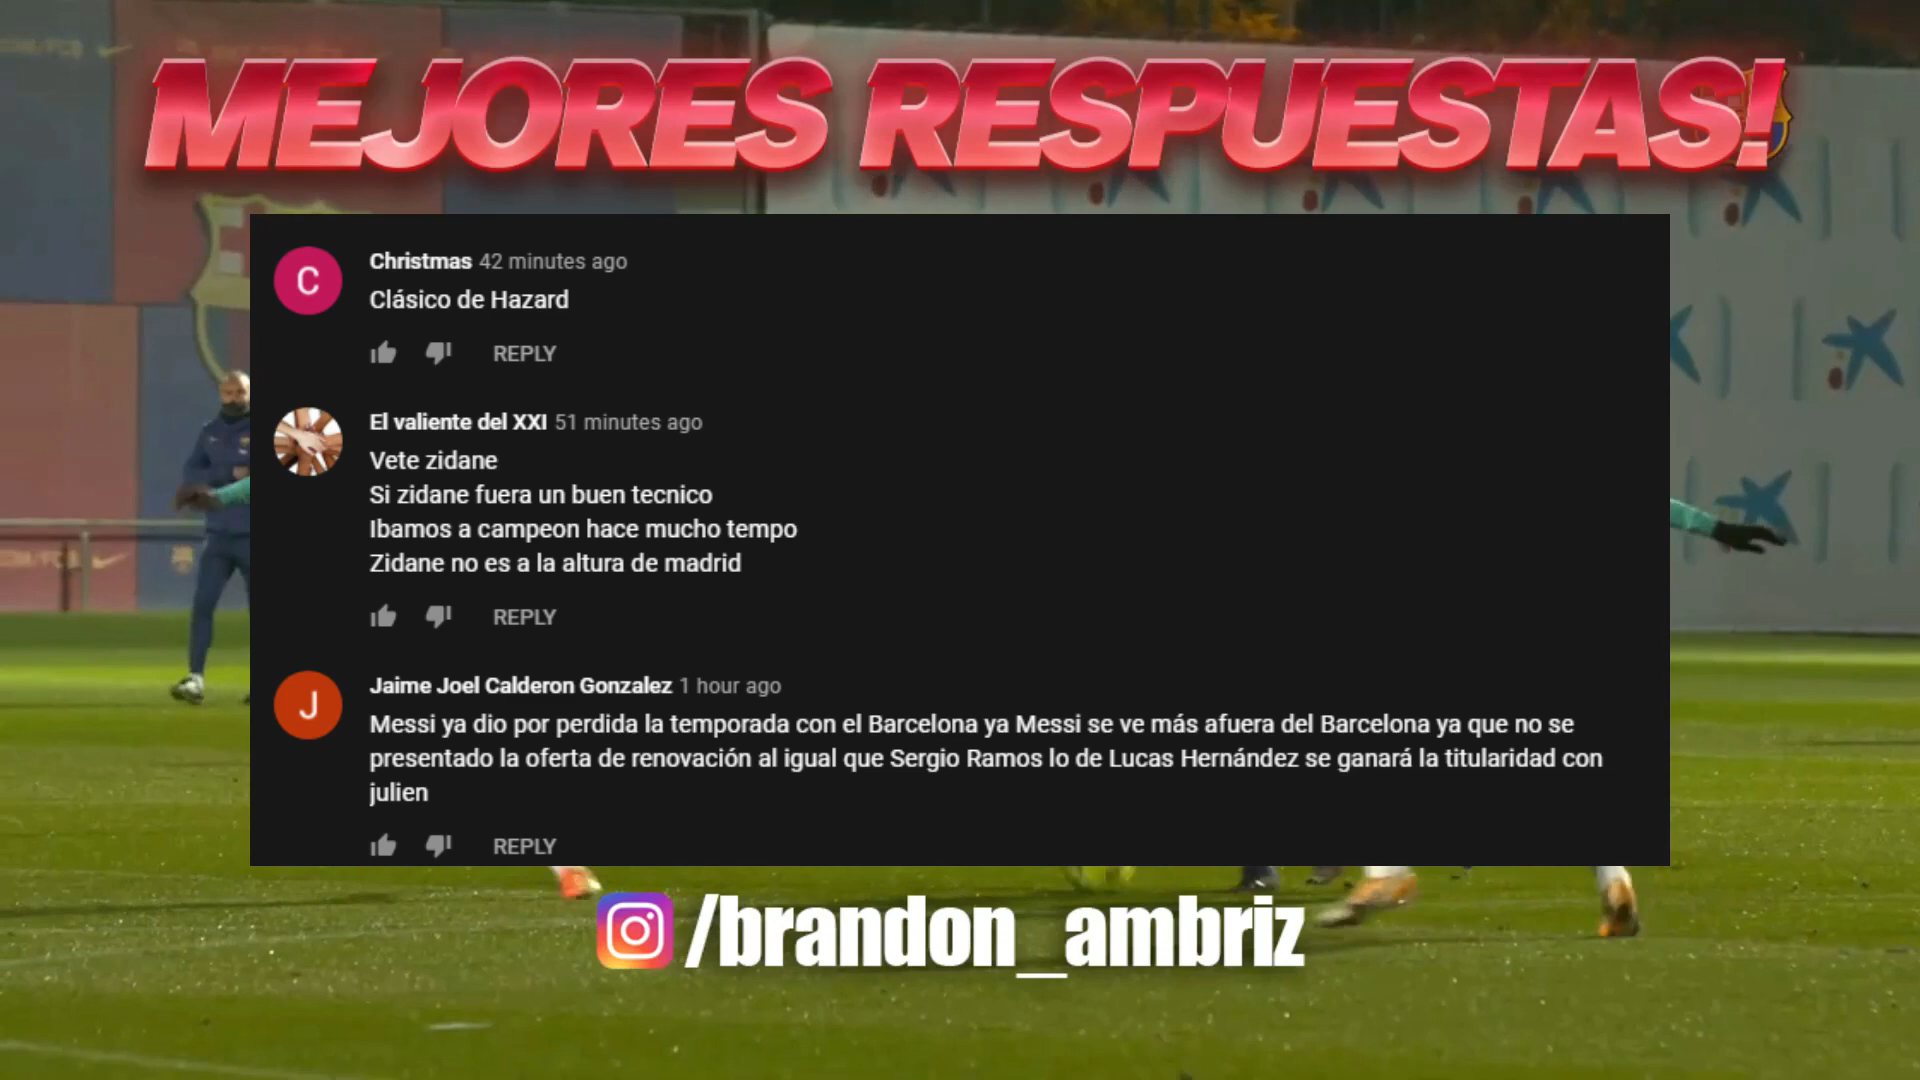 MEJORES RESPUESTAS!
C
Christmas 42 minutes ago
Clásico de Hazard
REPLY
El valiente del XXI 51 minutes ago
Vete zidane
Si zidane fuera un buen tecnico
Ibamos a campeon hace mucho tempo
Zidane no es a la altura de madrid
REPLY
J
Jaime Joel Calderon Gonzalez 1 hour ago
Messi ya dio por perdida la temporada con el Barcelona ya Messi se ve más afuera del Barcelona ya que no se
presentado la oferta de renovación al igual que Sergio Ramos lo de Lucas Hernández se ganará la titularidad con
julien
REPLY
/brandon_ambriz